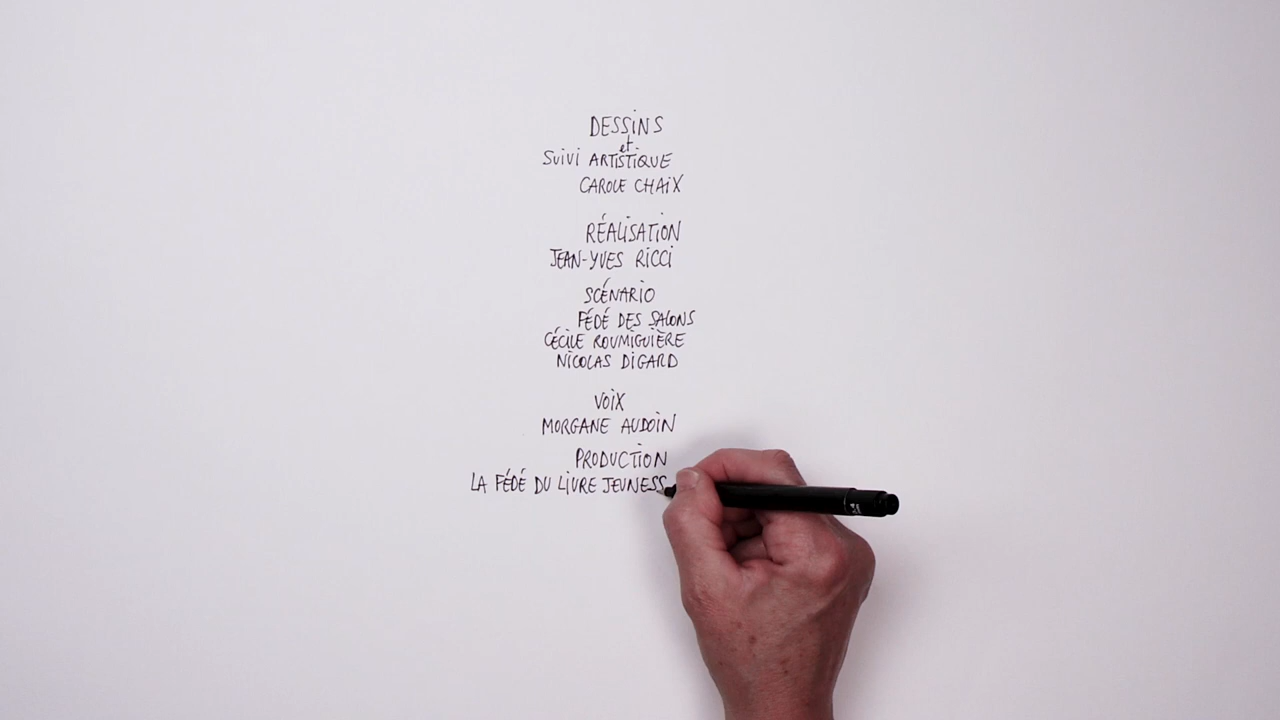 DESSINS
et
SUIVI ARTISTIQUE
CAROLE CHAIX
RÉALISATION
JEAN-YVES RICCI
SCÉNARIO
FÉDÉ DES SALONS
CÉCILE ROUMIGUIÈRE
NICOLAS DIGARD
VOIX
MORGANE AUDOIN
PRODUCTION
LA FÉDÉ DU LIVRE JEUNESS